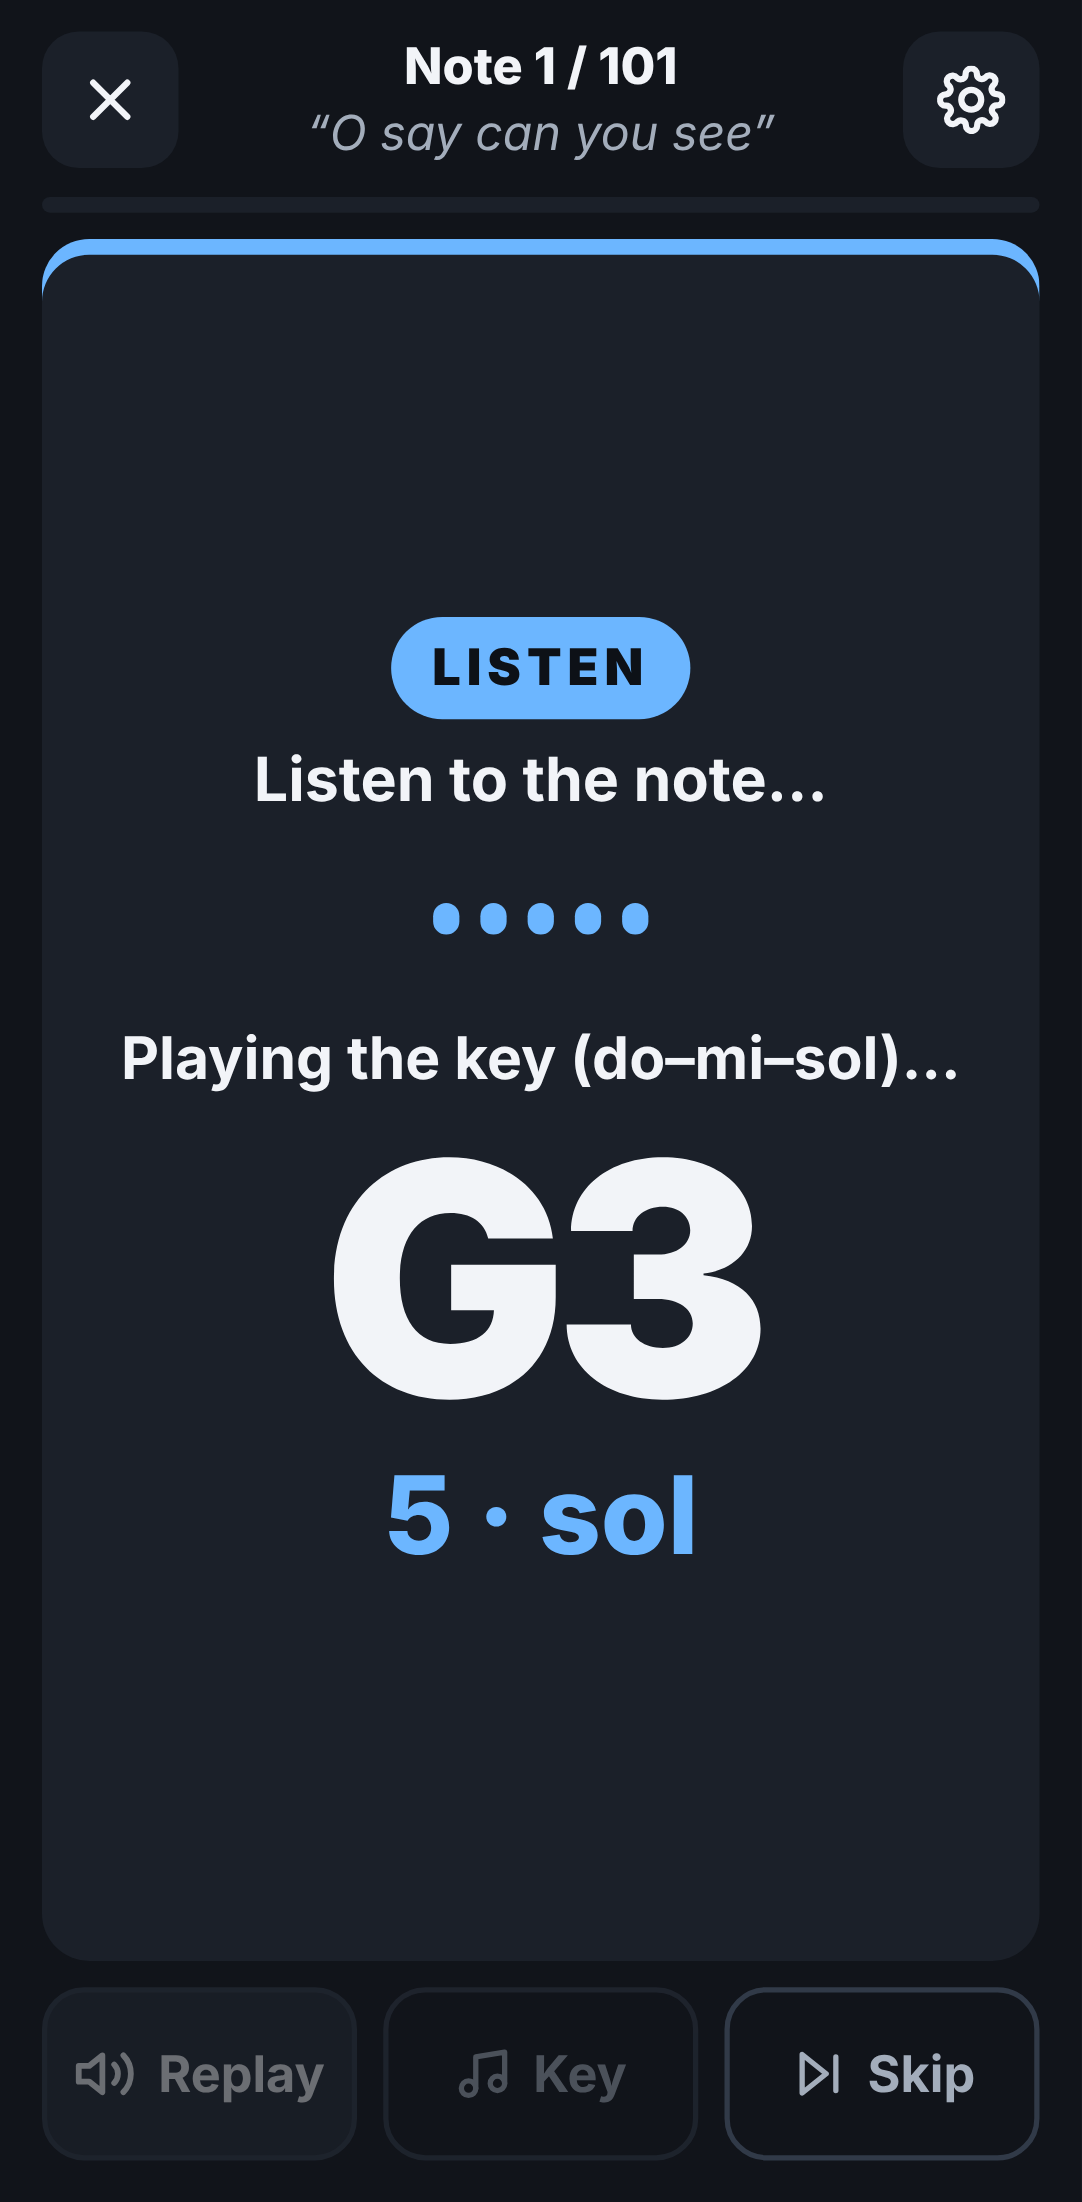 Note 1 / 101
“O say can you see”
LISTEN
Listen to the note…
Playing the key (do–mi–sol)…
G3
5 · sol
Replay
Key
Skip